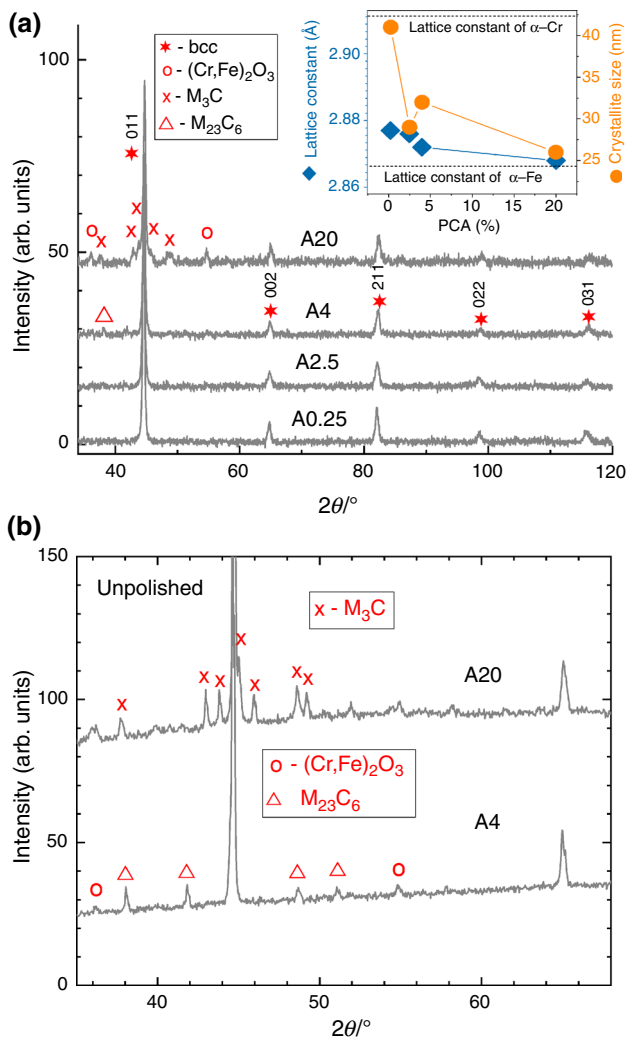 (a)
Intensity (arb. units)
100
50
0
✶ - bcc
o - (Cr,Fe)₂O₃
x - M₃C
△ - M₂₃C₆
011
A20
A4
A2.5
A0.25
002
211
022
031
40
60
80
100
120
2θ/°
Lattice constant (Å)
2.90
2.88
2.86
Lattice constant of α–Cr
Lattice constant of α–Fe
0
5
10
15
20
PCA (%)
40
35
30
25
Crystallite size (nm)
(b)
Intensity (arb. units)
150
100
50
0
Unpolished
x - M₃C
A20
o - (Cr,Fe)₂O₃
△ M₂₃C₆
A4
40
50
60
2θ/°